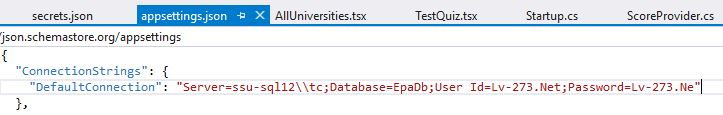 secrets.json appsettings.json AllUniversities.tsx TestQuiz.tsx Startup.cs ScoreProvider.cs
/json.schemastore.org/appsettings
{
"ConnectionStrings": {
"DefaultConnection": "Server=ssu-sql12\\tc;Database=EpaDb;User Id=Lv-273.Net;Password=Lv-273.Ne"
},